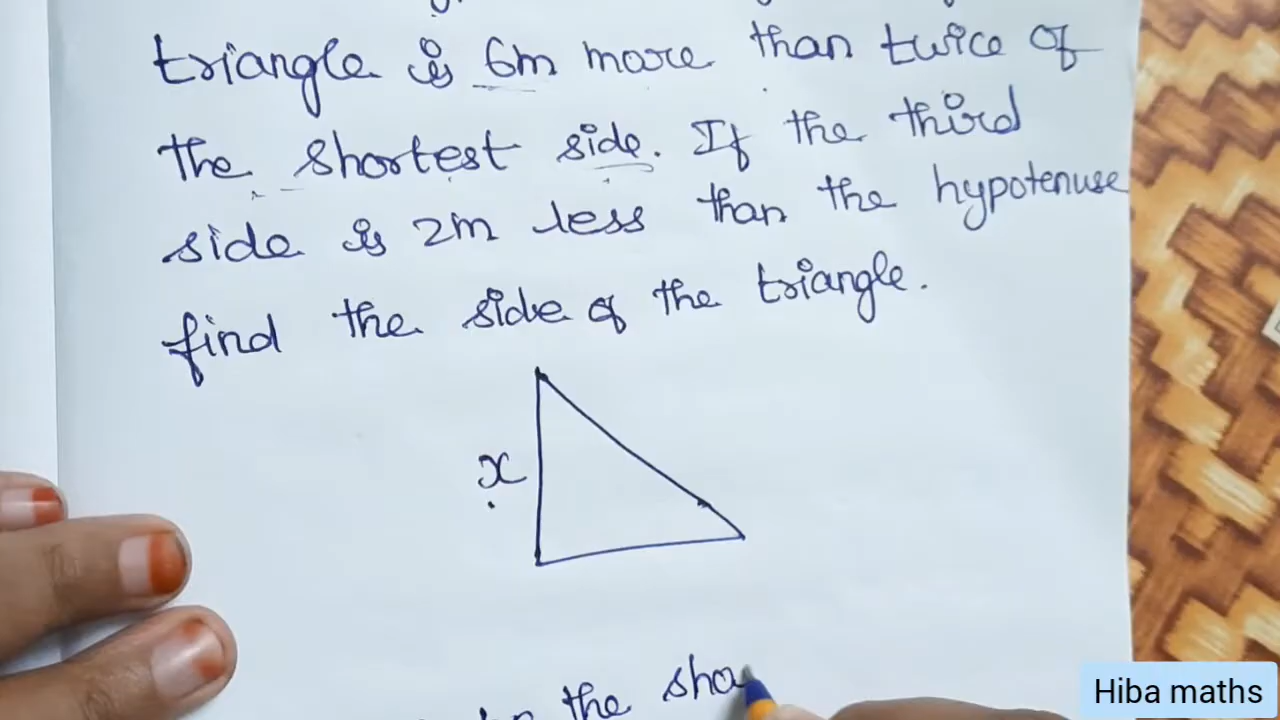 triangle is 6m more than twice of
the shortest side. If the third
side is 2m less than the hypotenuse
find the side of the triangle.
x
the sho
Hiba maths